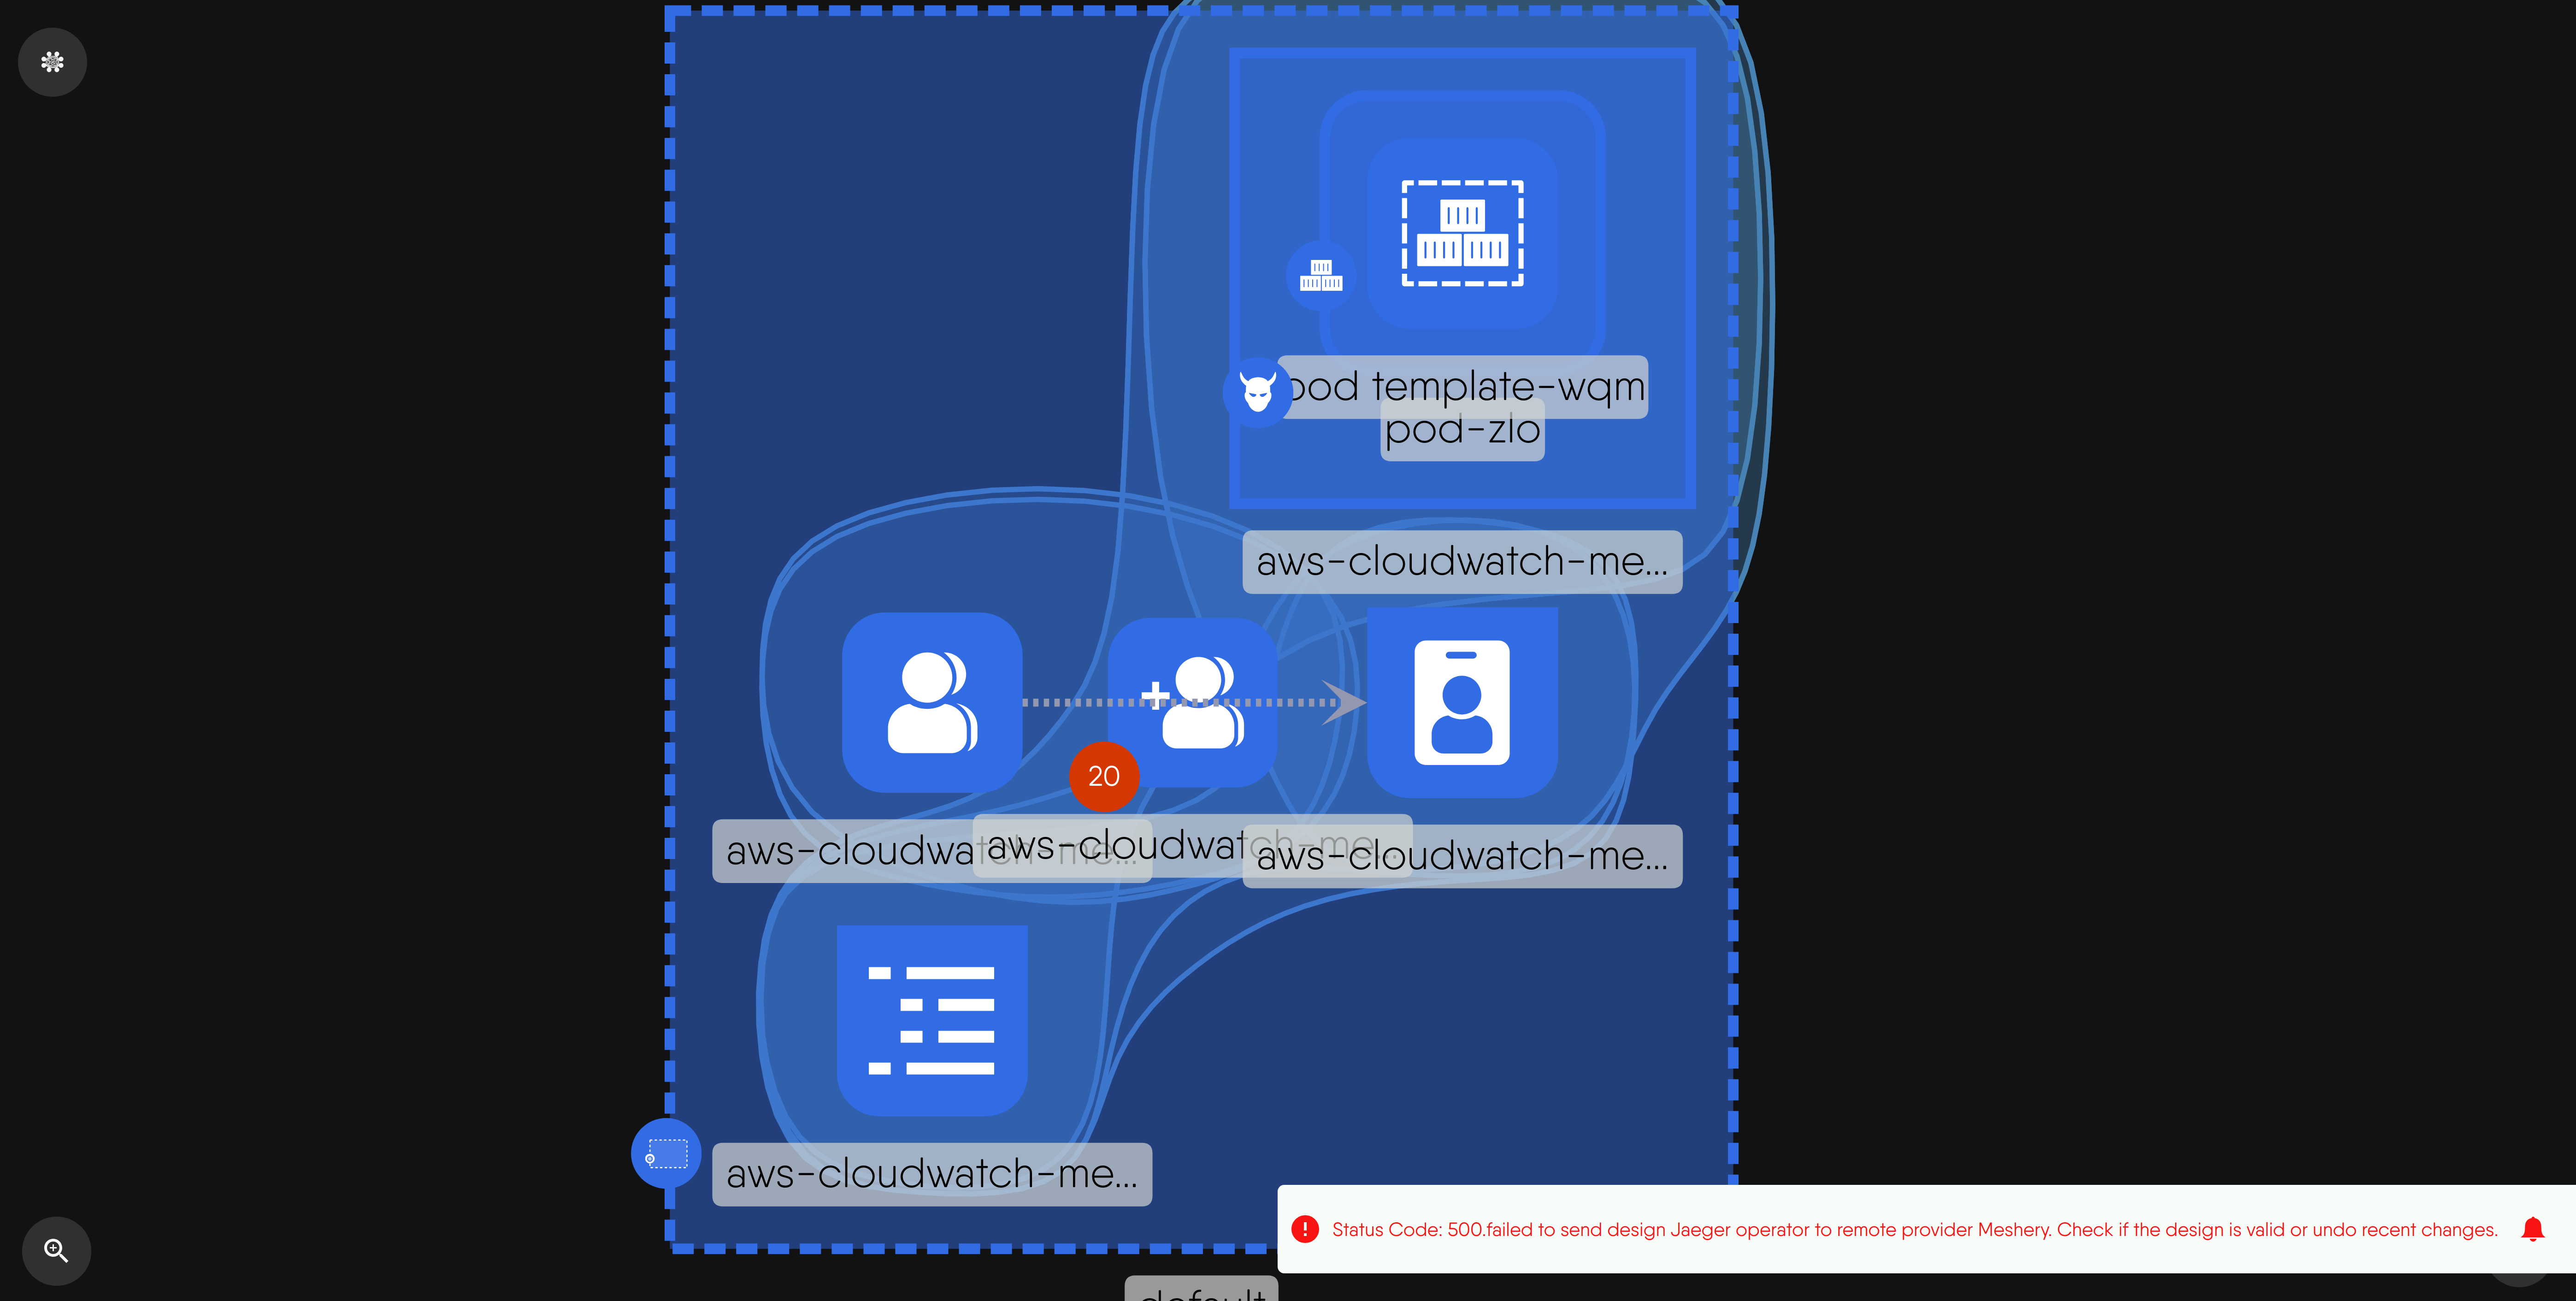 pod template-wqm
pod-zlo
aws-cloudwatch-me...
20
aws-cloudwatch-me...
aws-cloudwatch-me...
aws-cloudwatch-me...
aws-cloudwatch-me...
Status Code: 500.failed to send design Jaeger operator to remote provider Meshery. Check if the design is valid or undo recent changes.
default